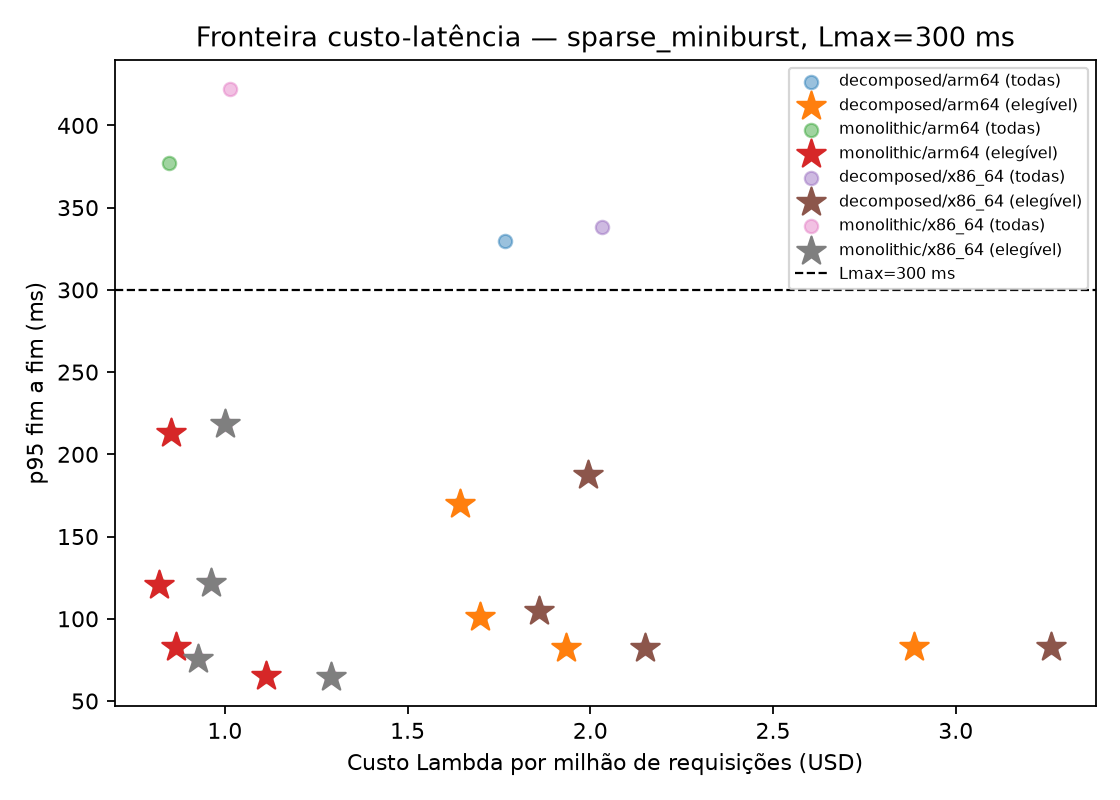 Fronteira custo-latência — sparse_miniburst, Lmax=300 ms
decomposed/arm64 (todas)
decomposed/arm64 (elegível)
monolithic/arm64 (todas)
monolithic/arm64 (elegível)
decomposed/x86_64 (todas)
decomposed/x86_64 (elegível)
monolithic/x86_64 (todas)
monolithic/x86_64 (elegível)
Lmax=300 ms
p95 fim a fim (ms)
400
350
300
250
200
150
100
50
1.0
1.5
2.0
2.5
3.0
Custo Lambda por milhão de requisições (USD)